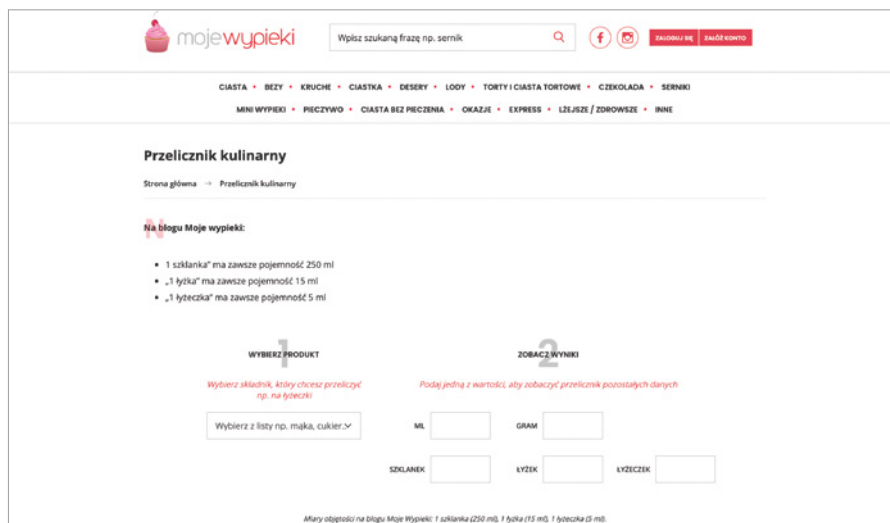 mojewypieki
Wpisz szukaną frazę np. sernik
ZALOGUJ SIĘ ZAŁÓŻ KONTO
CIASTA • BEZY • KRUCHE • CIASTKA • DESERY • LODY • TORTY I CIASTA TORTOWE • CZEKOLADA • SERNIKI
MINI WYPIEKI • PIECZYWO • CIASTA BEZ PIECZENIA • OKAZJE • EXPRESS • LŻEJSZE / ZDROWSZE • INNE
Przelicznik kulinarny
Strona główna → Przelicznik kulinarny
N
Na blogu Moje wypieki:
• 1 szklanka" ma zawsze pojemność 250 ml
• „1 łyżka" ma zawsze pojemność 15 ml
• „1 łyżeczka" ma zawsze pojemność 5 ml
1
WYBIERZ PRODUKT
Wybierz składnik, który chcesz przeliczyć
np. na łyżeczki
Wybierz z listy np. mąka, cukier..
2
ZOBACZ WYNIKI
Podaj jedną z wartości, aby zobaczyć przelicznik pozostałych danych
ML GRAM
SZKLANEK ŁYŻEK ŁYŻECZEK
Miary objętości na blogu Moje Wypieki: 1 szklanka (250 ml), 1 łyżka (15 ml), 1 łyżeczka (5 ml).